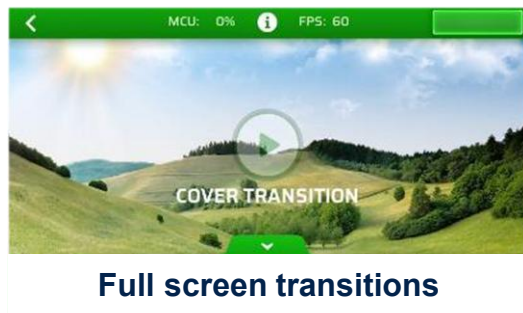 MCU: 0% i FPS: 60
COVER TRANSITION
Full screen transitions